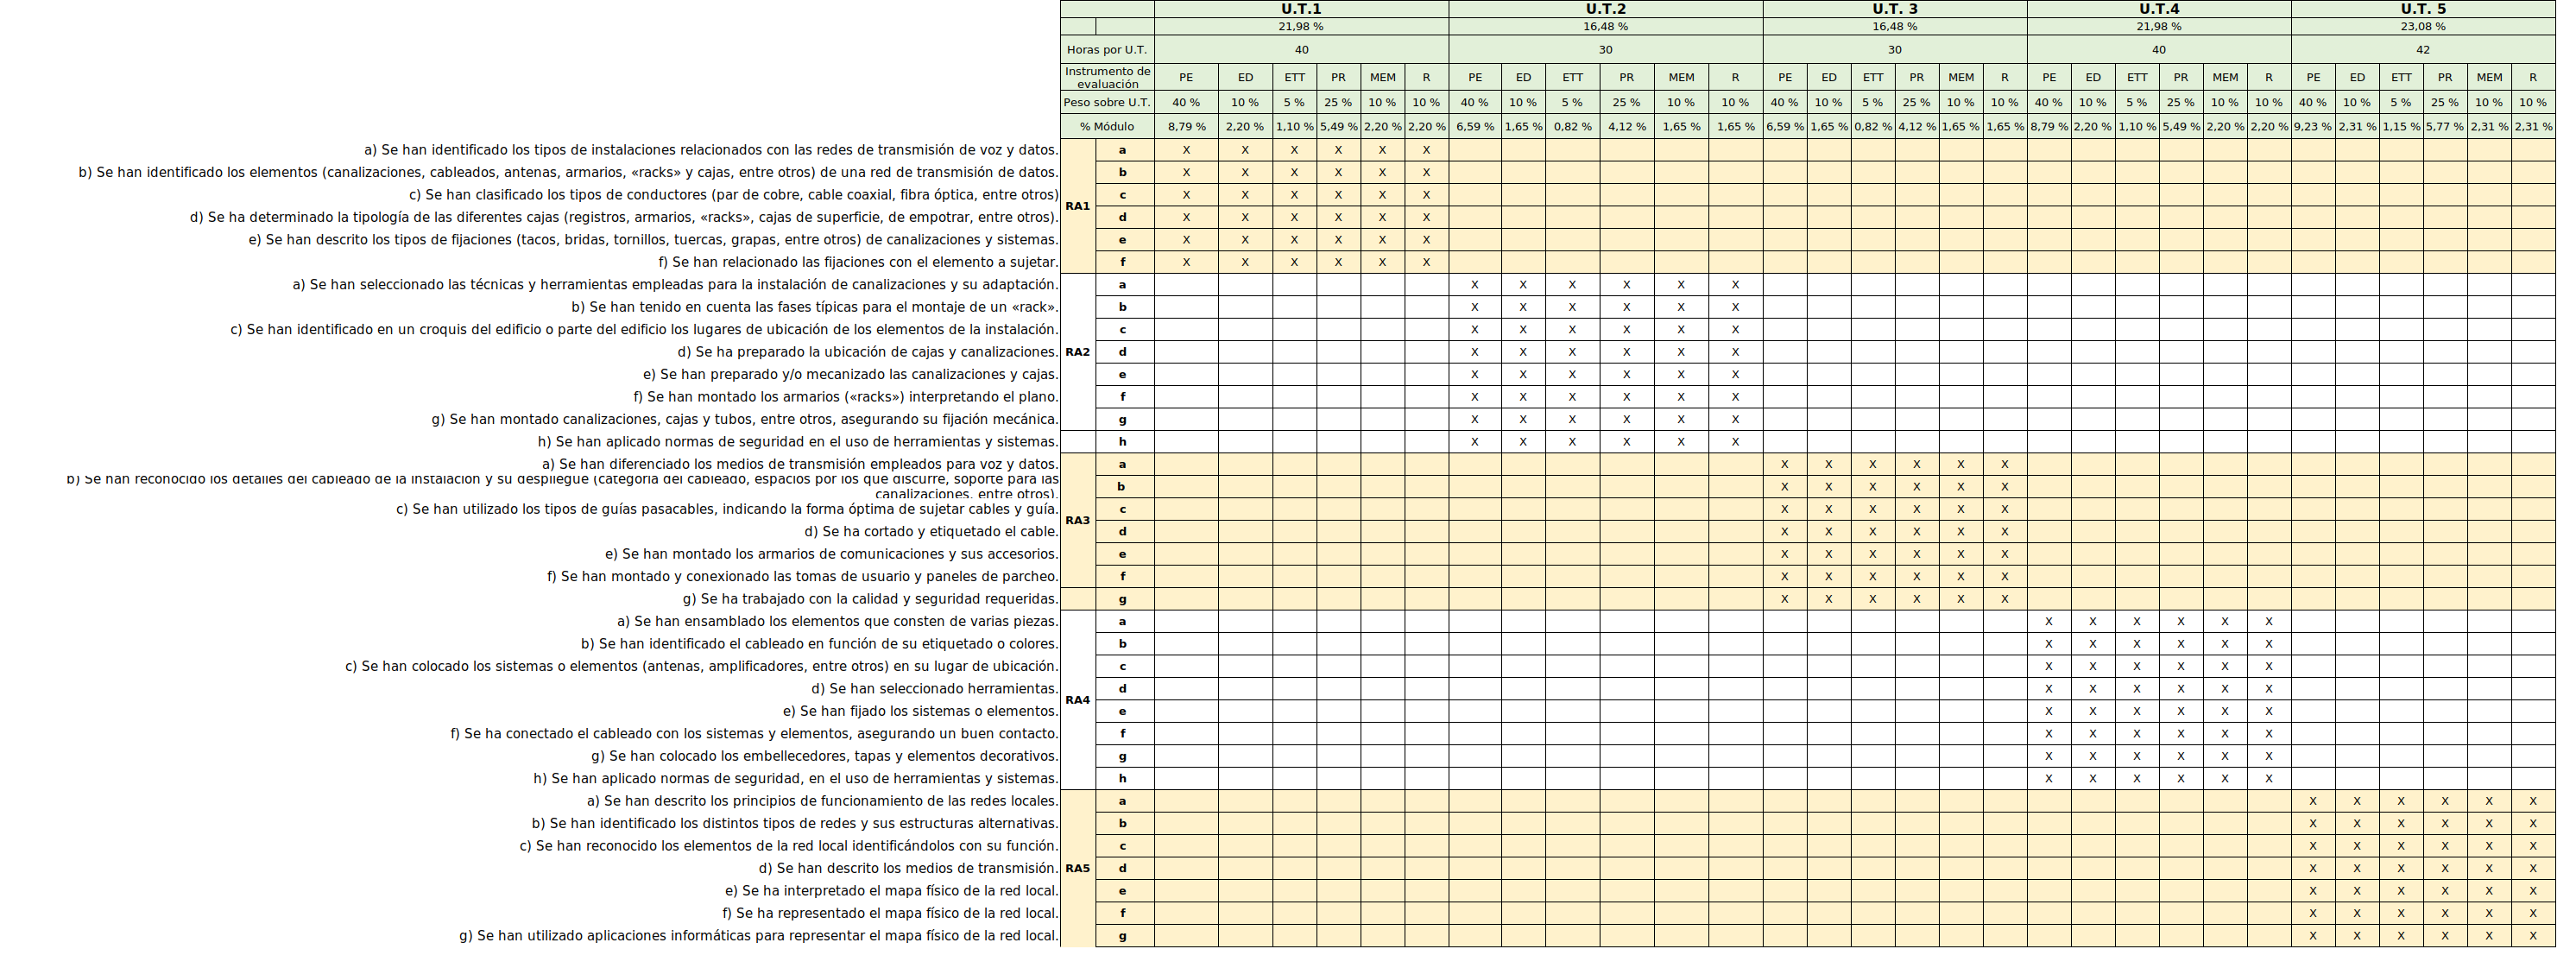 U.T.1 U.T.2 U.T. 3 U.T.4 U.T. 5
21,98 % 16,48 % 16,48 % 21,98 % 23,08 %
Horas por U.T. 40 30 30 40 42
Instrumento de evaluación PE ED ETT PR MEM R PE ED ETT PR MEM R PE ED ETT PR MEM R PE ED ETT PR MEM R PE ED ETT PR MEM R
Peso sobre U.T. 40 % 10 % 5 % 25 % 10 % 10 % 40 % 10 % 5 % 25 % 10 % 10 % 40 % 10 % 5 % 25 % 10 % 10 % 40 % 10 % 5 % 25 % 10 % 10 % 40 % 10 % 5 % 25 % 10 % 10 %
% Módulo 8,79 % 2,20 % 1,10 % 5,49 % 2,20 % 2,20 % 6,59 % 1,65 % 0,82 % 4,12 % 1,65 % 1,65 % 6,59 % 1,65 % 0,82 % 4,12 % 1,65 % 1,65 % 8,79 % 2,20 % 1,10 % 5,49 % 2,20 % 2,20 % 9,23 % 2,31 % 1,15 % 5,77 % 2,31 % 2,31 %
a) Se han identificado los tipos de instalaciones relacionados con las redes de transmisión de voz y datos. a X X X X X X
b) Se han identificado los elementos (canalizaciones, cableados, antenas, armarios, «racks» y cajas, entre otros) de una red de transmisión de datos. b X X X X X X
c) Se han clasificado los tipos de conductores (par de cobre, cable coaxial, fibra óptica, entre otros) c X X X X X X
RA1
d) Se ha determinado la tipología de las diferentes cajas (registros, armarios, «racks», cajas de superficie, de empotrar, entre otros). d X X X X X X
e) Se han descrito los tipos de fijaciones (tacos, bridas, tornillos, tuercas, grapas, entre otros) de canalizaciones y sistemas. e X X X X X X
f) Se han relacionado las fijaciones con el elemento a sujetar. f X X X X X X
a) Se han seleccionado las técnicas y herramientas empleadas para la instalación de canalizaciones y su adaptación. a X X X X X X
b) Se han tenido en cuenta las fases típicas para el montaje de un «rack». b X X X X X X
c) Se han identificado en un croquis del edificio o parte del edificio los lugares de ubicación de los elementos de la instalación. c X X X X X X
d) Se ha preparado la ubicación de cajas y canalizaciones. RA2 d X X X X X X
e) Se han preparado y/o mecanizado las canalizaciones y cajas. e X X X X X X
f) Se han montado los armarios («racks») interpretando el plano. f X X X X X X
g) Se han montado canalizaciones, cajas y tubos, entre otros, asegurando su fijación mecánica. g X X X X X X
h) Se han aplicado normas de seguridad en el uso de herramientas y sistemas. h X X X X X X
a) Se han diferenciado los medios de transmisión empleados para voz y datos. a X X X X X X
b) Se han reconocido los detalles del cableado de la instalación y su despliegue (categoría del cableado, espacios por los que discurre, soporte para las
canalizaciones, entre otros). b X X X X X X
c) Se han utilizado los tipos de guías pasacables, indicando la forma óptima de sujetar cables y guía. c X X X X X X
RA3
d) Se ha cortado y etiquetado el cable. d X X X X X X
e) Se han montado los armarios de comunicaciones y sus accesorios. e X X X X X X
f) Se han montado y conexionado las tomas de usuario y paneles de parcheo. f X X X X X X
g) Se ha trabajado con la calidad y seguridad requeridas. g X X X X X X
a) Se han ensamblado los elementos que consten de varias piezas. a X X X X X X
b) Se han identificado el cableado en función de su etiquetado o colores. b X X X X X X
c) Se han colocado los sistemas o elementos (antenas, amplificadores, entre otros) en su lugar de ubicación. c X X X X X X
d) Se han seleccionado herramientas. d X X X X X X
RA4
e) Se han fijado los sistemas o elementos. e X X X X X X
f) Se ha conectado el cableado con los sistemas y elementos, asegurando un buen contacto. f X X X X X X
g) Se han colocado los embellecedores, tapas y elementos decorativos. g X X X X X X
h) Se han aplicado normas de seguridad, en el uso de herramientas y sistemas. h X X X X X X
a) Se han descrito los principios de funcionamiento de las redes locales. a X X X X X X
b) Se han identificado los distintos tipos de redes y sus estructuras alternativas. b X X X X X X
c) Se han reconocido los elementos de la red local identificándolos con su función. c X X X X X X
d) Se han descrito los medios de transmisión. RA5 d X X X X X X
e) Se ha interpretado el mapa físico de la red local. e X X X X X X
f) Se ha representado el mapa físico de la red local. f X X X X X X
g) Se han utilizado aplicaciones informáticas para representar el mapa físico de la red local. g X X X X X X